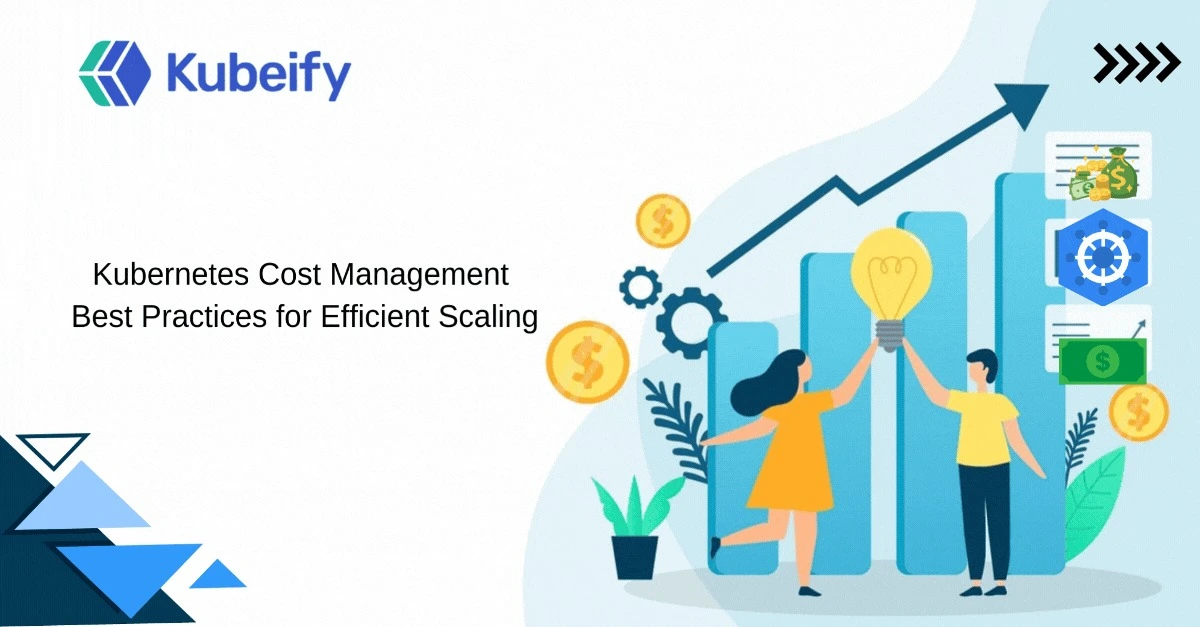 Kubeify
Kubernetes Cost Management
Best Practices for Efficient Scaling
$
$
$
$
$